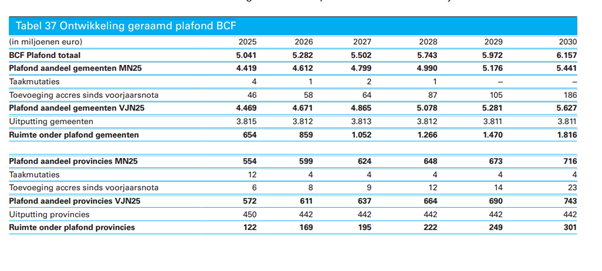 Tabel 37 Ontwikkeling geraamd plafond BCF
(in miljoenen euro) 2025 2026 2027 2028 2029 2030
BCF Plafond totaal 5.041 5.282 5.502 5.743 5.972 6.157
Plafond aandeel gemeenten MN25 4.419 4.612 4.799 4.990 5.176 5.441
Taakmutaties 4 1 2 1 – –
Toevoeging accres sinds voorjaarsnota 46 58 64 87 105 186
Plafond aandeel gemeenten VJN25 4.469 4.671 4.865 5.078 5.281 5.627
Uitputting gemeenten 3.815 3.812 3.813 3.812 3.811 3.811
Ruimte onder plafond gemeenten 654 859 1.052 1.266 1.470 1.816
Plafond aandeel provincies MN25 554 599 624 648 673 716
Taakmutaties 12 4 4 4 4 4
Toevoeging accres sinds voorjaarsnota 6 8 9 12 14 23
Plafond aandeel provincies VJN25 572 611 637 664 690 743
Uitputting provincies 450 442 442 442 442 442
Ruimte onder plafond provincies 122 169 195 222 249 301